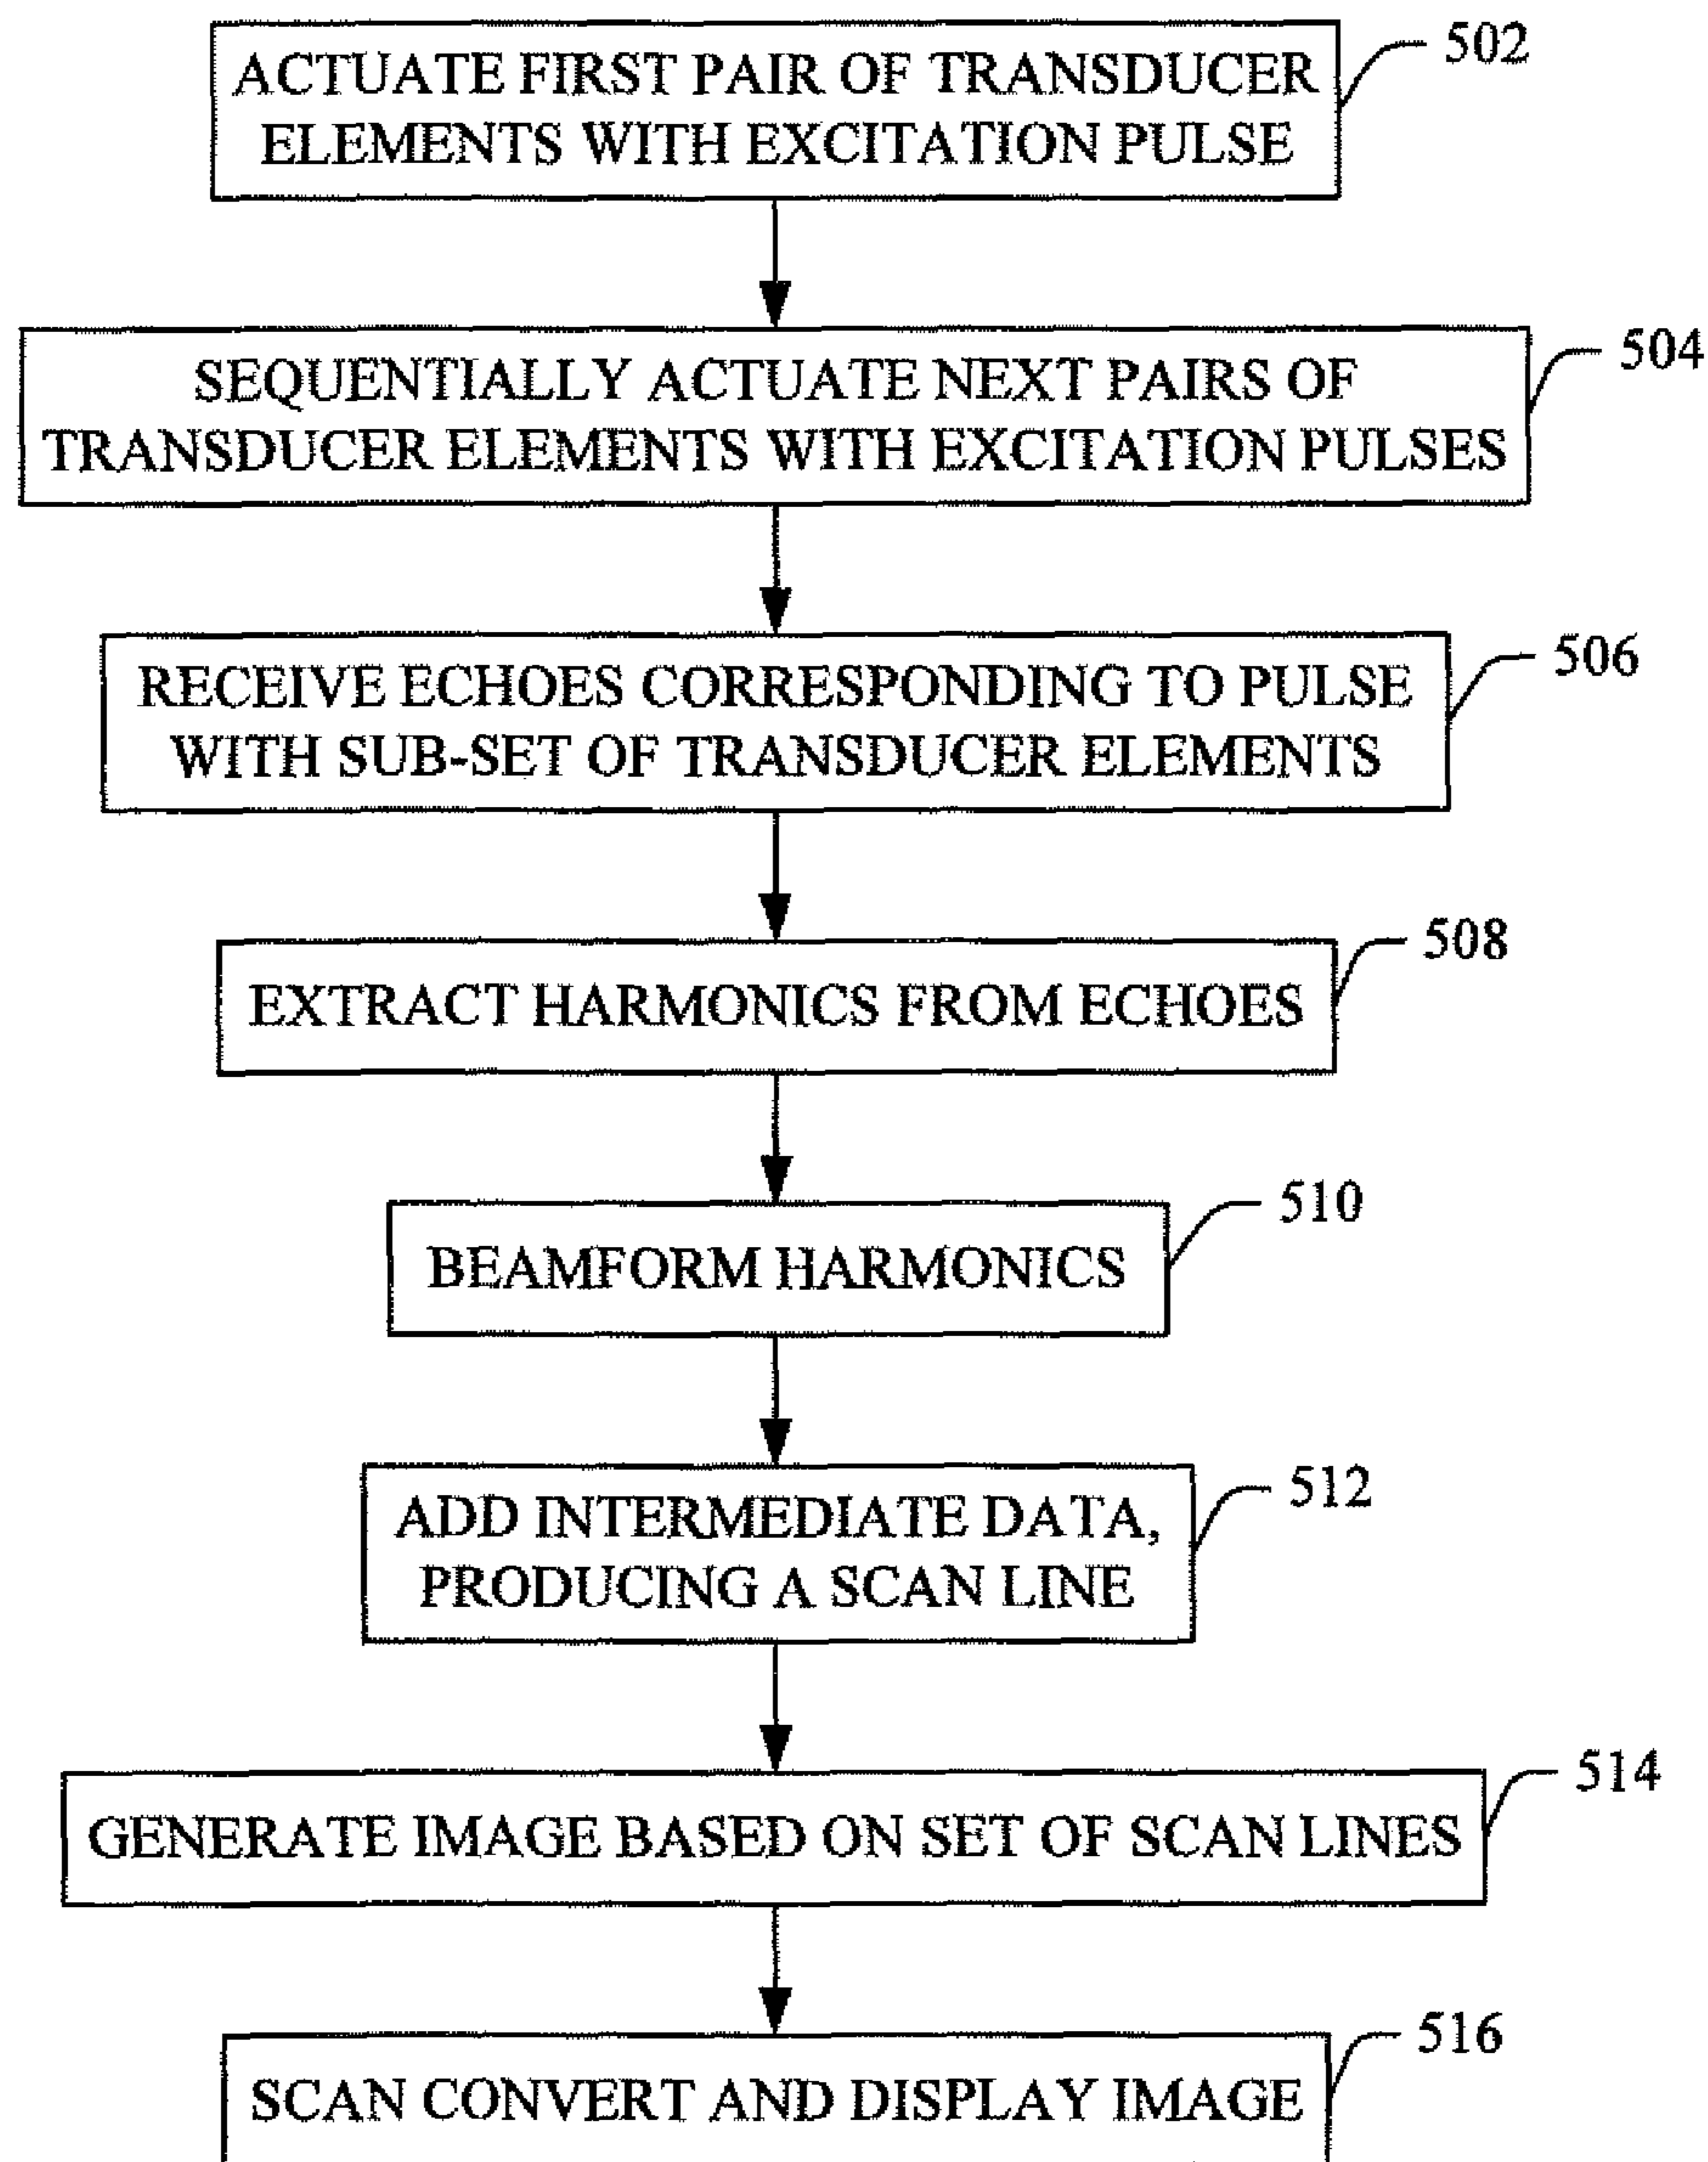 ACTUATE FIRST PAIR OF TRANSDUCER
ELEMENTS WITH EXCITATION PULSE
502
SEQUENTIALLY ACTUATE NEXT PAIRS OF
TRANSDUCER ELEMENTS WITH EXCITATION PULSES
504
RECEIVE ECHOES CORRESPONDING TO PULSE
WITH SUB-SET OF TRANSDUCER ELEMENTS
506
EXTRACT HARMONICS FROM ECHOES
508
BEAMFORM HARMONICS
510
ADD INTERMEDIATE DATA,
PRODUCING A SCAN LINE
512
GENERATE IMAGE BASED ON SET OF SCAN LINES
514
SCAN CONVERT AND DISPLAY IMAGE
516